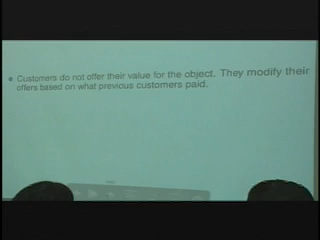 • Customers do not offer their value for the object. They modify their
offers based on what previous customers paid.